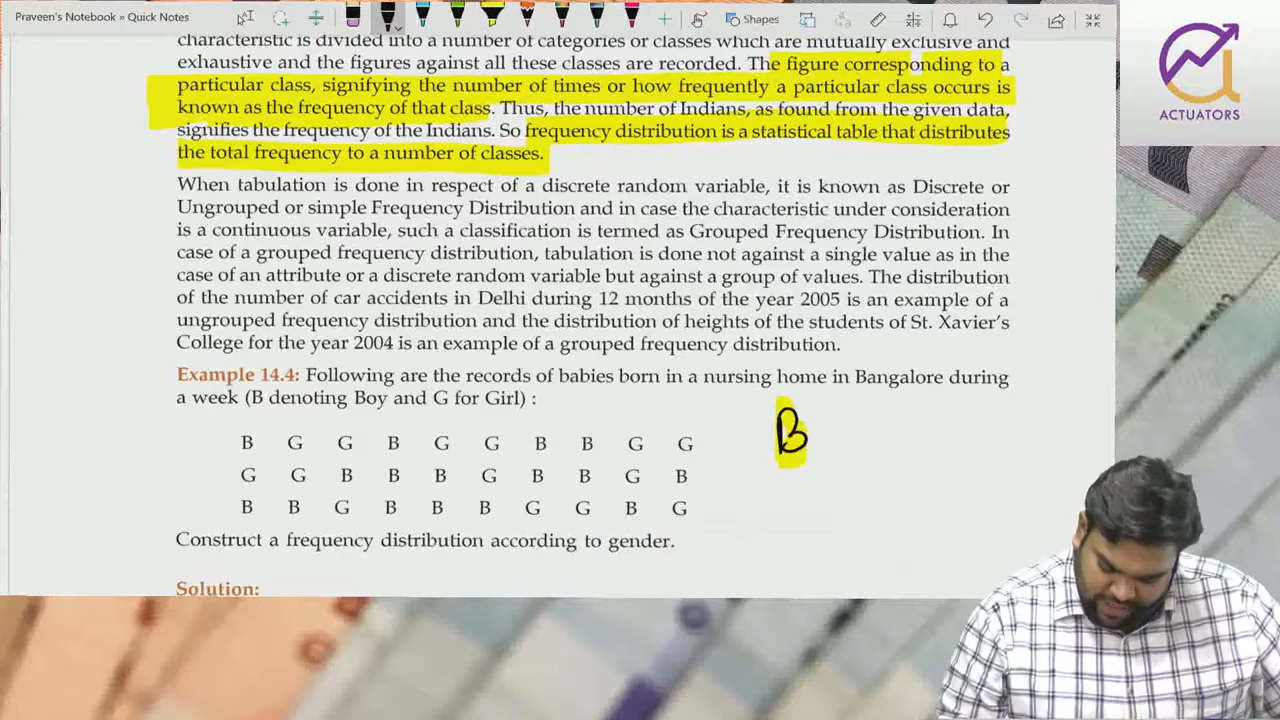 Praveen's Notebook » Quick Notes
Shapes
characteristic is divided into a number of categories or classes which are mutually exclusive and
exhaustive and the figures against all these classes are recorded. The figure corresponding to a
particular class, signifying the number of times or how frequently a particular class occurs is
known as the frequency of that class. Thus, the number of Indians, as found from the given data,
signifies the frequency of the Indians. So frequency distribution is a statistical table that distributes
the total frequency to a number of classes.
When tabulation is done in respect of a discrete random variable, it is known as Discrete or
Ungrouped or simple Frequency Distribution and in case the characteristic under consideration
is a continuous variable, such a classification is termed as Grouped Frequency Distribution. In
case of a grouped frequency distribution, tabulation is done not against a single value as in the
case of an attribute or a discrete random variable but against a group of values. The distribution
of the number of car accidents in Delhi during 12 months of the year 2005 is an example of a
ungrouped frequency distribution and the distribution of heights of the students of St. Xavier's
College for the year 2004 is an example of a grouped frequency distribution.
Example 14.4: Following are the records of babies born in a nursing home in Bangalore during
a week (B denoting Boy and G for Girl) :
B G G B G G B B G G
G G B B B G B B G B
B B G B B B G G B G
B
Construct a frequency distribution according to gender.
Solution:
ACTUATORS